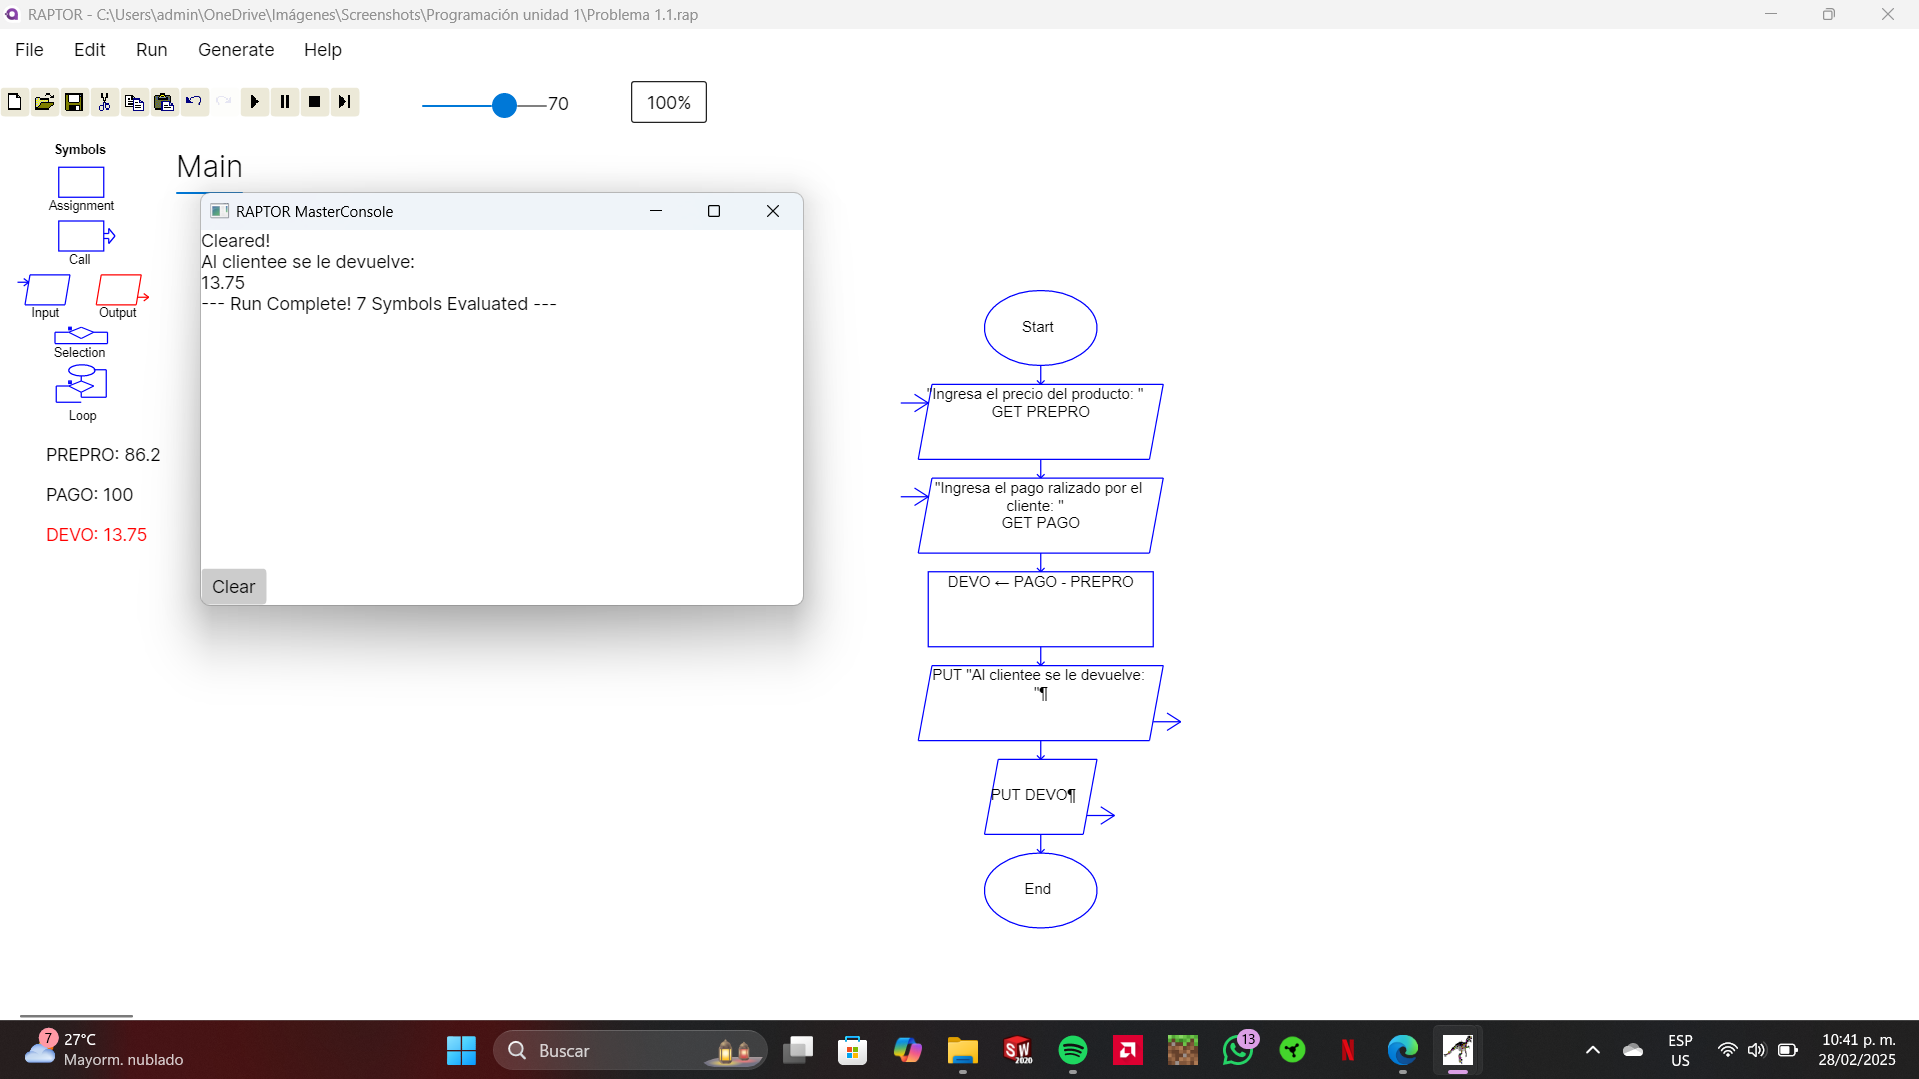 RAPTOR - C:\Users\admin\OneDrive\Imágenes\Screenshots\Programación unidad 1\Problema 1.1.rap
File Edit Run Generate Help
70 100%
Symbols
Assignment
Call
Input Output
Selection
Loop
PREPRO: 86.2
PAGO: 100
DEVO: 13.75
Main
RAPTOR MasterConsole
Cleared!
Al clientee se le devuelve:
13.75
--- Run Complete! 7 Symbols Evaluated ---
Clear
Start
"Ingresa el precio del producto: "
GET PREPRO
"Ingresa el pago ralizado por el
cliente: "
GET PAGO
DEVO ← PAGO - PREPRO
PUT "Al clientee se le devuelve:
"¶
PUT DEVO¶
End
7
27°C
Mayorm. nublado
Buscar
SW
2020
13
N
ESP
US
10:41 p. m.
28/02/2025